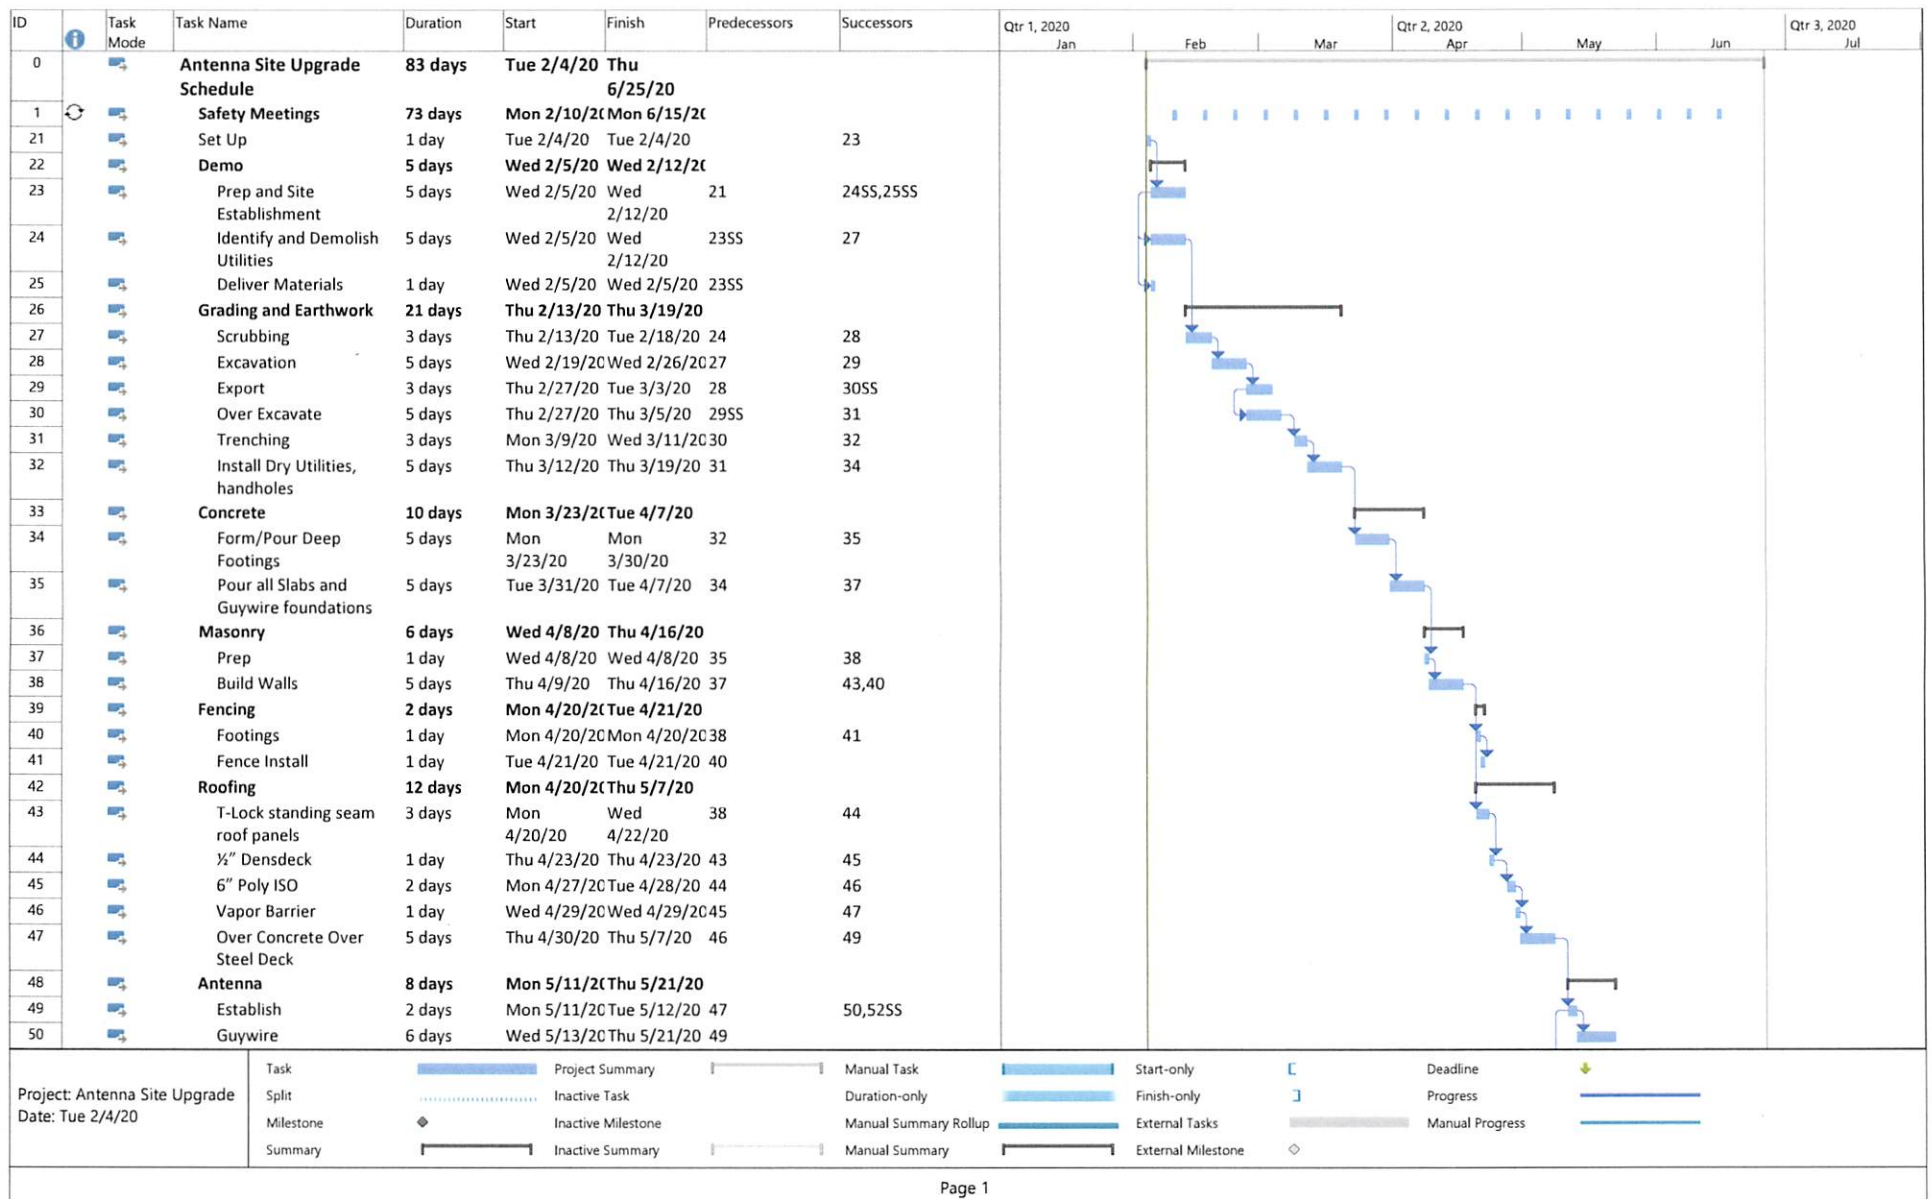 ID Task Mode Task Name Duration Start Finish Predecessors Successors Qtr 1, 2020 Jan Feb Mar Qtr 2, 2020 Apr May Jun Qtr 3, 2020 Jul
0 Antenna Site Upgrade Schedule 83 days Tue 2/4/20 Thu 6/25/20
1 Safety Meetings 73 days Mon 2/10/20 Mon 6/15/20
21 Set Up 1 day Tue 2/4/20 Tue 2/4/20 23
22 Demo 5 days Wed 2/5/20 Wed 2/12/20
23 Prep and Site Establishment 5 days Wed 2/5/20 Wed 2/12/20 21 24SS,25SS
24 Identify and Demolish Utilities 5 days Wed 2/5/20 Wed 2/12/20 23SS 27
25 Deliver Materials 1 day Wed 2/5/20 Wed 2/5/20 23SS
26 Grading and Earthwork 21 days Thu 2/13/20 Thu 3/19/20
27 Scrubbing 3 days Thu 2/13/20 Tue 2/18/20 24 28
28 Excavation 5 days Wed 2/19/20 Wed 2/26/20 27 29
29 Export 3 days Thu 2/27/20 Tue 3/3/20 28 30SS
30 Over Excavate 5 days Thu 2/27/20 Thu 3/5/20 29SS 31
31 Trenching 3 days Mon 3/9/20 Wed 3/11/20 30 32
32 Install Dry Utilities, handholes 5 days Thu 3/12/20 Thu 3/19/20 31 34
33 Concrete 10 days Mon 3/23/20 Tue 4/7/20
34 Form/Pour Deep Footings 5 days Mon 3/23/20 Mon 3/30/20 32 35
35 Pour all Slabs and Guywire foundations 5 days Tue 3/31/20 Tue 4/7/20 34 37
36 Masonry 6 days Wed 4/8/20 Thu 4/16/20
37 Prep 1 day Wed 4/8/20 Wed 4/8/20 35 38
38 Build Walls 5 days Thu 4/9/20 Thu 4/16/20 37 43,40
39 Fencing 2 days Mon 4/20/20 Tue 4/21/20
40 Footings 1 day Mon 4/20/20 Mon 4/20/20 38 41
41 Fence Install 1 day Tue 4/21/20 Tue 4/21/20 40
42 Roofing 12 days Mon 4/20/20 Thu 5/7/20
43 T-Lock standing seam roof panels 3 days Mon 4/20/20 Wed 4/22/20 38 44
44 ½” Densdeck 1 day Thu 4/23/20 Thu 4/23/20 43 45
45 6” Poly ISO 2 days Mon 4/27/20 Tue 4/28/20 44 46
46 Vapor Barrier 1 day Wed 4/29/20 Wed 4/29/20 45 47
47 Over Concrete Over Steel Deck 5 days Thu 4/30/20 Thu 5/7/20 46 49
48 Antenna 8 days Mon 5/11/20 Thu 5/21/20
49 Establish 2 days Mon 5/11/20 Tue 5/12/20 47 50,52SS
50 Guywire 6 days Wed 5/13/20 Thu 5/21/20 49
Project: Antenna Site Upgrade
Date: Tue 2/4/20
Task Project Summary Manual Task Start-only Deadline
Split Inactive Task Duration-only Finish-only Progress
Milestone Inactive Milestone Manual Summary Rollup External Tasks Manual Progress
Summary Inactive Summary Manual Summary External Milestone
Page 1